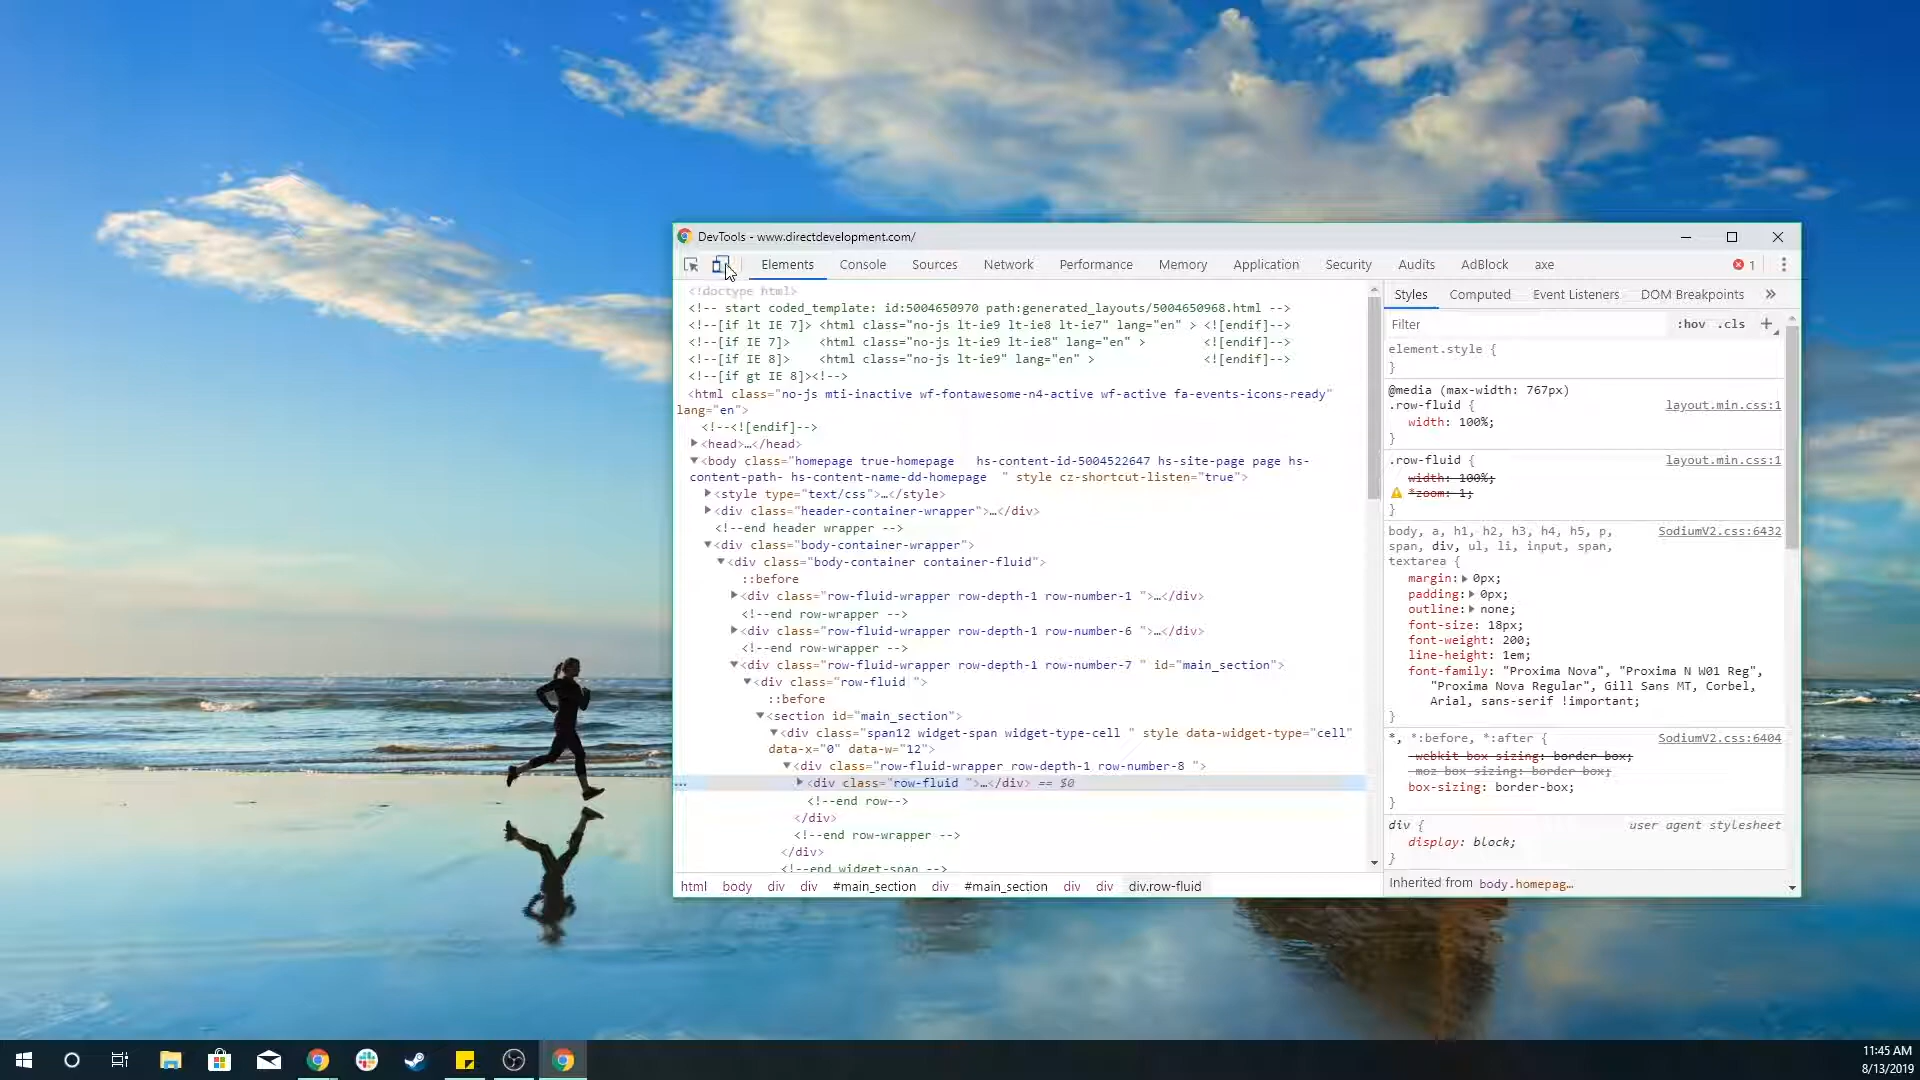 DevTools - www.directdevelopment.com/
Elements Console Sources Network Performance Memory Application Security Audits AdBlock axe 1
<!doctype html>
<!-- start coded_template: id:5004650970 path:generated_layouts/5004650968.html -->
<!--[if lt IE 7]> <html class="no-js lt-ie9 lt-ie8 lt-ie7" lang="en" > <![endif]-->
<!--[if IE 7]> <html class="no-js lt-ie9 lt-ie8" lang="en" > <![endif]-->
<!--[if IE 8]> <html class="no-js lt-ie9" lang="en" > <![endif]-->
<!--[if gt IE 8]><!-->
<html class="no-js mti-inactive wf-fontawesome-n4-active wf-active fa-events-icons-ready"
lang="en">
<!--<![endif]-->
<head>…</head>
<body class="homepage true-homepage hs-content-id-5004522647 hs-site-page page hs-
content-path- hs-content-name-dd-homepage " style cz-shortcut-listen="true">
<style type="text/css">…</style>
<div class="header-container-wrapper">…</div>
<!--end header wrapper -->
<div class="body-container-wrapper">
<div class="body-container container-fluid">
::before
<div class="row-fluid-wrapper row-depth-1 row-number-1 ">…</div>
<!--end row-wrapper -->
<div class="row-fluid-wrapper row-depth-1 row-number-6 ">…</div>
<!--end row-wrapper -->
<div class="row-fluid-wrapper row-depth-1 row-number-7 " id="main_section">
<div class="row-fluid ">
::before
<section id="main_section">
<div class="span12 widget-span widget-type-cell " style data-widget-type="cell"
data-x="0" data-w="12">
<div class="row-fluid-wrapper row-depth-1 row-number-8 ">
… <div class="row-fluid ">…</div> == $0
<!--end row-->
</div>
<!--end row-wrapper -->
</div>
<!--end widget-span -->
html body div div #main_section div #main_section div div div.row-fluid
Styles Computed Event Listeners DOM Breakpoints »
Filter :hov .cls +
element.style {
}
@media (max-width: 767px)
.row-fluid { layout.min.css:1
width: 100%;
}
.row-fluid { layout.min.css:1
width: 100%;
*zoom: 1;
}
body, a, h1, h2, h3, h4, h5, p, SodiumV2.css:6432
span, div, ul, li, input, span,
textarea {
margin: 0px;
padding: 0px;
outline: none;
font-size: 18px;
font-weight: 200;
line-height: 1em;
font-family: "Proxima Nova", "Proxima N W01 Reg",
"Proxima Nova Regular", Gill Sans MT, Corbel,
Arial, sans-serif !important;
}
*, *:before, *:after { SodiumV2.css:6404
-webkit-box-sizing: border-box;
-moz-box-sizing: border-box;
box-sizing: border-box;
}
div { user agent stylesheet
display: block;
}
Inherited from body.homepag…
11:45 AM
8/13/2019